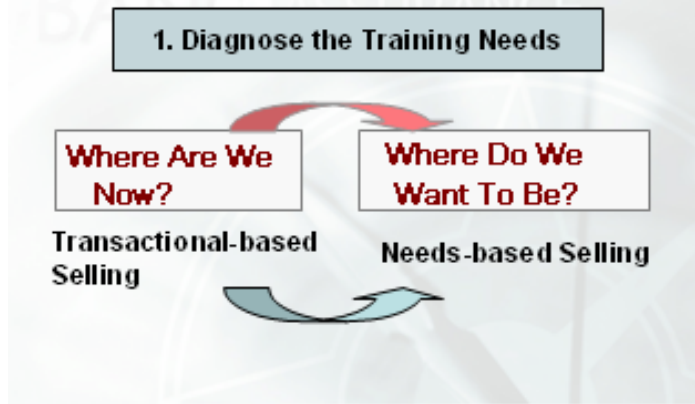 1. Diagnose the Training Needs
Where Are We
Now?
Where Do We
Want To Be?
Transactional-based
Selling
Needs-based Selling